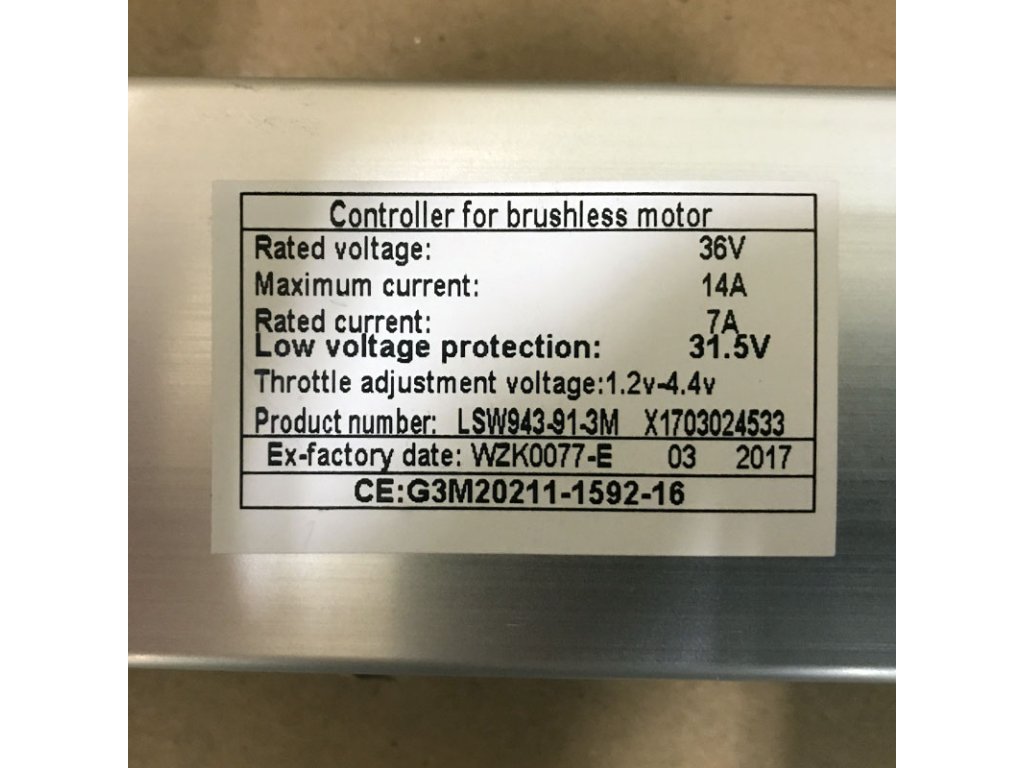 Controller for brushless motor
Rated voltage: 36V
Maximum current: 14A
Rated current: 7A
Low voltage protection: 31.5V
Throttle adjustment voltage:1.2v-4.4v
Product number: LSW943-91-3M X1703024533
Ex-factory date: WZK0077-E 03 2017
CE:G3M20211-1592-16